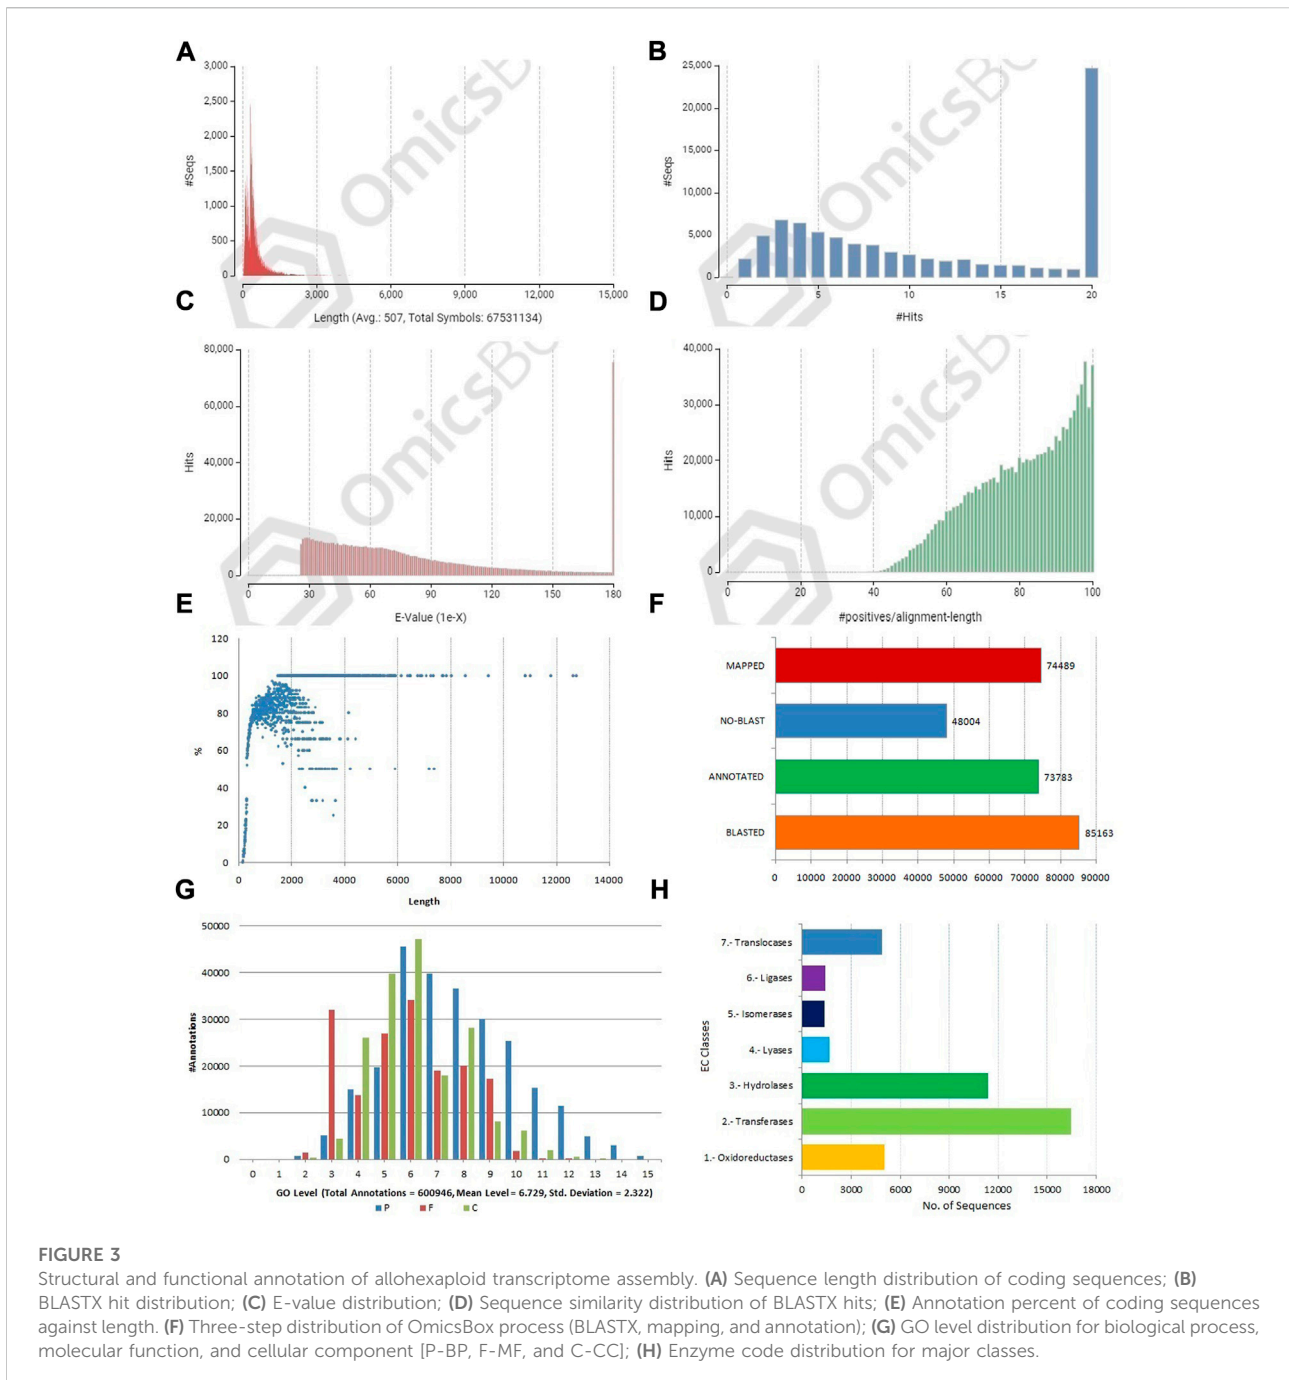 A
3,000
2,500
2,000
1,500
1,000
500
0
#Seqs
0 3,000 6,000 9,000 12,000 15,000
Length (Avg.: 507, Total Symbols: 67531134)
OmicsBo
B
25,000
20,000
15,000
10,000
5,000
0
#Seqs
0 5 10 15 20
#Hits
OmicsBo
C
80,000
60,000
40,000
20,000
0
Hits
0 30 60 90 120 150 180
E-Value (1e-X)
OmicsBo
D
40,000
30,000
20,000
10,000
0
Hits
0 20 40 60 80 100
#positives/alignment-length
OmicsBo
E
120
100
80
60
40
20
0
%
0 2000 4000 6000 8000 10000 12000 14000
Length
F
MAPPED 74489
NO-BLAST 48004
ANNOTATED 73783
BLASTED 85163
0 10000 20000 30000 40000 50000 60000 70000 80000 90000
G
50000
40000
30000
20000
10000
0
#Annotations
0 1 2 3 4 5 6 7 8 9 10 11 12 13 14 15
GO Level (Total Annotations = 600946, Mean Level = 6.729, Std. Deviation = 2.322)
P F C
H
EC Classes
7.- Translocases
6.- Ligases
5.- Isomerases
4.- Lyases
3.- Hydrolases
2.- Transferases
1.- Oxidoreductases
0 3000 6000 9000 12000 15000 18000
No. of Sequences
FIGURE 3
Structural and functional annotation of allohexaploid transcriptome assembly. (A) Sequence length distribution of coding sequences; (B)
BLASTX hit distribution; (C) E-value distribution; (D) Sequence similarity distribution of BLASTX hits; (E) Annotation percent of coding sequences
against length. (F) Three-step distribution of OmicsBox process (BLASTX, mapping, and annotation); (G) GO level distribution for biological process,
molecular function, and cellular component [P-BP, F-MF, and C-CC]; (H) Enzyme code distribution for major classes.